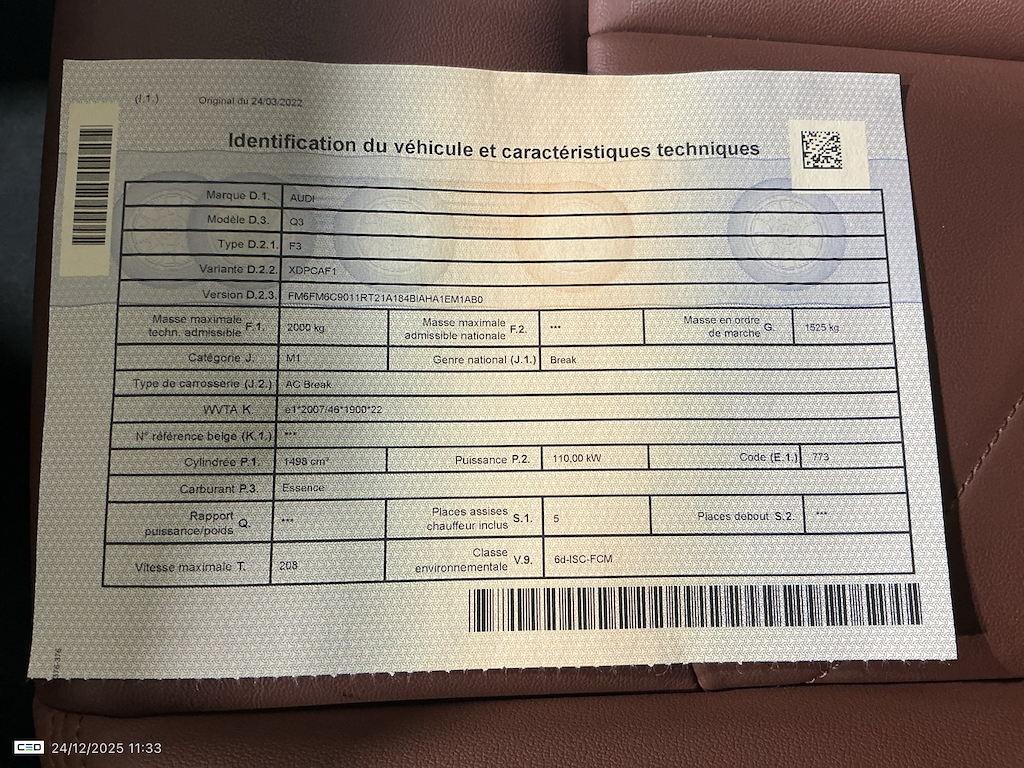 (I.1.) Original du 24/03/2022
Identification du véhicule et caractéristiques techniques
Marque D.1. AUDI
Modèle D.3. Q3
Type D.2.1. F3
Variante D.2.2. XDPCAF1
Version D.2.3. FM6FM6C9011RT21A184BIAHA1EM1AB0
Masse maximale techn. admissible F.1. 2000 kg Masse maximale admissible nationale F.2. *** Masse en ordre de marche G. 1525 kg
Catégorie J. M1 Genre national (J.1.) Break
Type de carrosserie (J.2.) AC Break
WVTA K. e1*2007/46*1900*22
N° référence belge (K.1.) ***
Cylindrée P.1. 1498 cm³ Puissance P.2. 110,00 kW Code (E.1.) 773
Carburant P.3. Essence
Rapport puissance/poids Q. *** Places assises chauffeur inclus S.1. 5 Places debout S.2. ***
Vitesse maximale T. 208 Classe environnementale V.9. 6d-ISC-FCM
24/12/2025 11:33